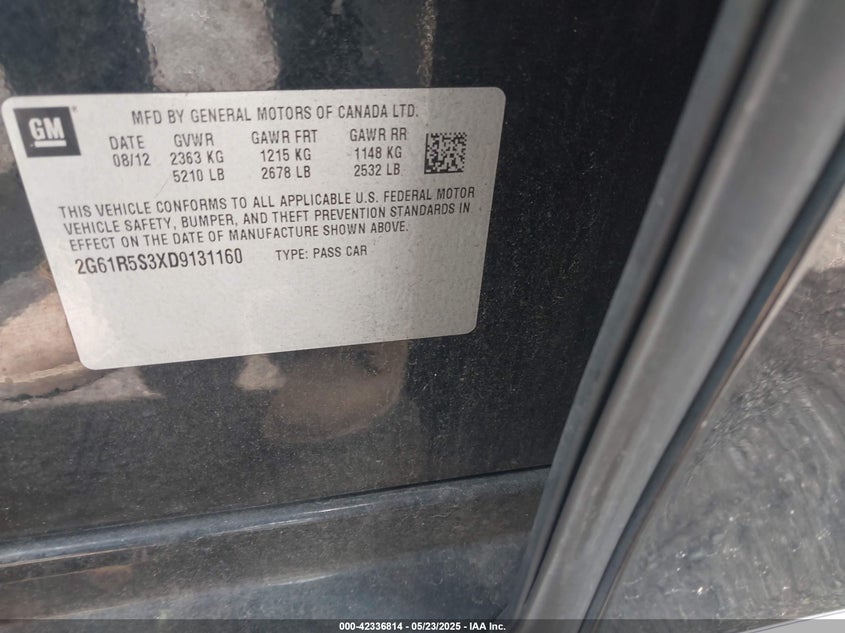 GM
MFD BY GENERAL MOTORS OF CANADA LTD.
DATE GVWR GAWR FRT GAWR RR
08/12 2363 KG 1215 KG 1148 KG
5210 LB 2678 LB 2532 LB
THIS VEHICLE CONFORMS TO ALL APPLICABLE U.S. FEDERAL MOTOR
VEHICLE SAFETY, BUMPER, AND THEFT PREVENTION STANDARDS IN
EFFECT ON THE DATE OF MANUFACTURE SHOWN ABOVE.
2G61R5S3XD9131160 TYPE: PASS CAR
000-42336814 - 05/23/2025 - IAA Inc.